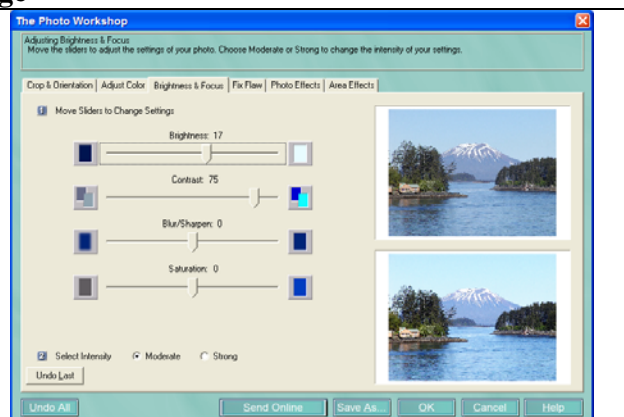 The Photo Workshop
Adjusting Brightness & Focus
Move the sliders to adjust the settings of your photo. Choose Moderate or Strong to change the intensity of your settings.
Crop & Orientation Adjust Color Brightness & Focus Fix Flaw Photo Effects Area Effects
1 Move Sliders to Change Settings
Brightness: 17
Contrast: 75
Blur/Sharpen: 0
Saturation: 0
2 Select Intensity Moderate Strong
Undo Last
Undo All Send Online Save As... OK Cancel Help